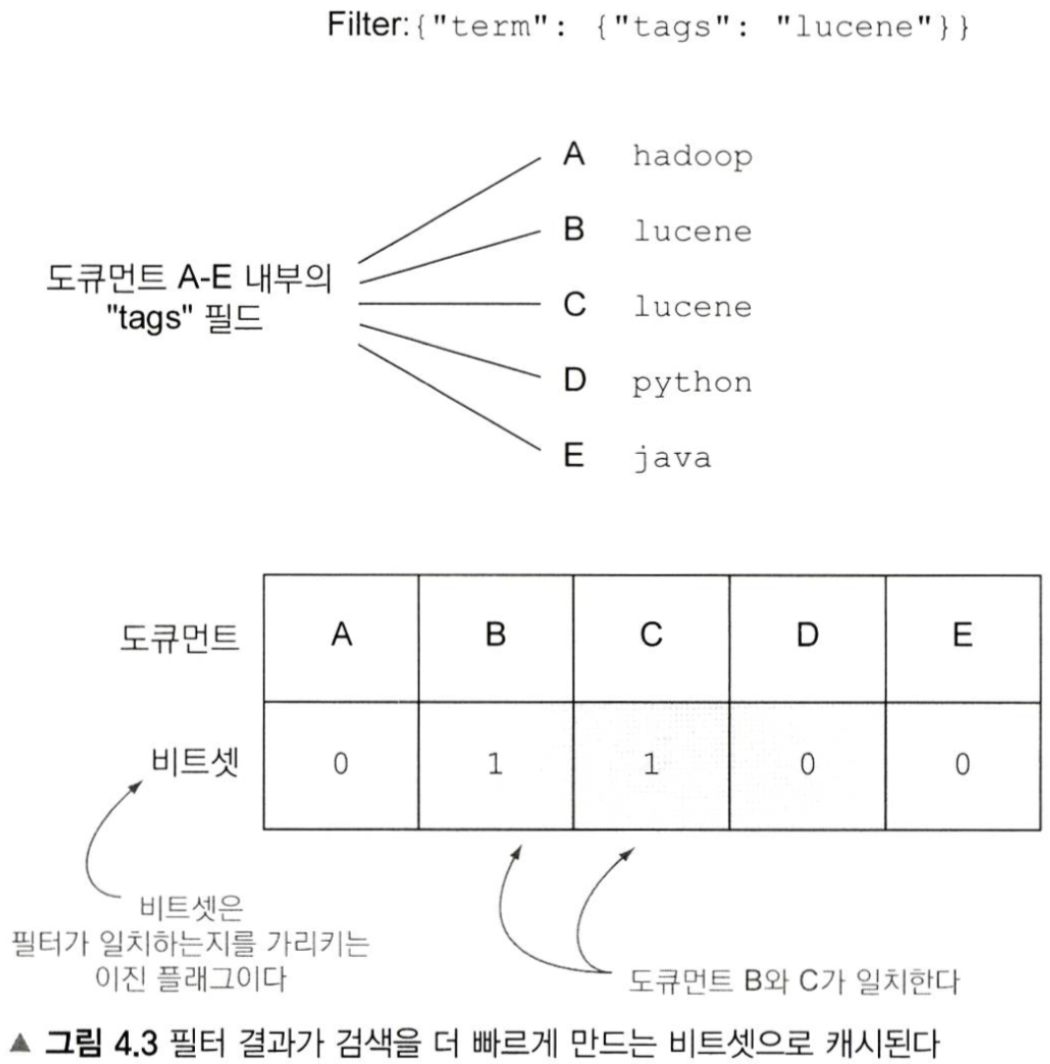 Filter:{"term": {"tags": "lucene"}}
A hadoop
B lucene
도큐먼트 A-E 내부의
"tags" 필드
C lucene
D python
E java
도큐먼트 A B C D E
비트셋 0 1 1 0 0
비트셋은
필터가 일치하는지를 가리키는
이진 플래그이다
도큐먼트 B와 C가 일치한다
▲ 그림 4.3 필터 결과가 검색을 더 빠르게 만드는 비트셋으로 캐시된다